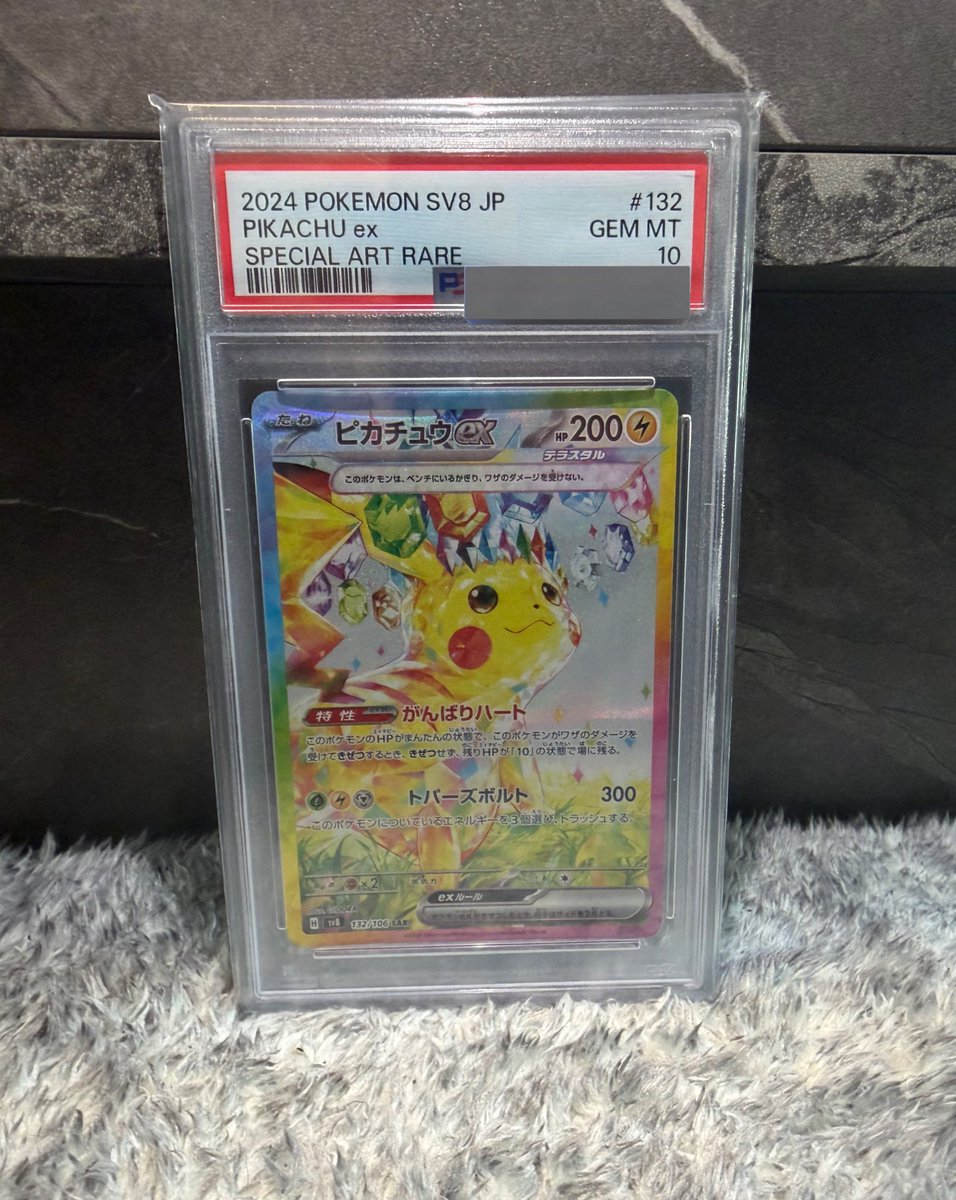 2024 POKEMON SV8 JP #132
PIKACHU ex GEM MT
SPECIAL ART RARE 10
たね ピカチュウex HP200
テラスタル
このポケモンは、ベンチにいるかぎり、ワザのダメージを受けない。
特性 がんばりハート
このポケモンのHPがまんたんの状態で、このポケモンがワザのダメージを
受けてきぜつするとき、きぜつせず、残りHPが「10」の状態で場に残る。
トパーズボルト 300
このポケモンについているエネルギーを3個選び、トラッシュする。
×2
exルール
H sv8 132/106 SAR